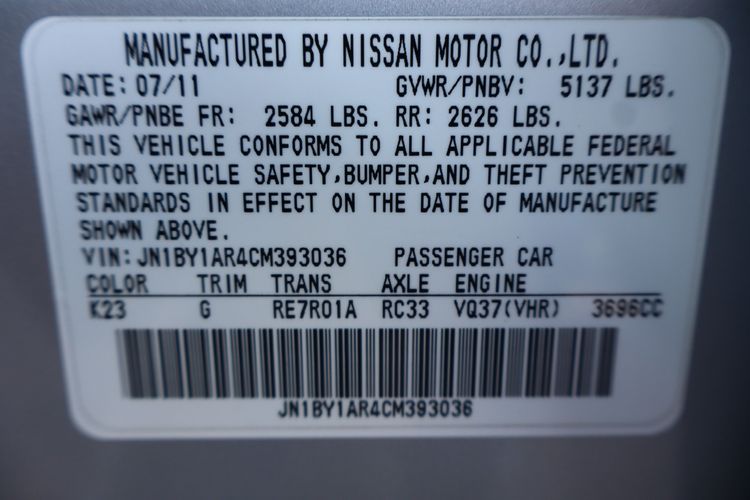 MANUFACTURED BY NISSAN MOTOR CO.,LTD.
DATE: 07/11 GVWR/PNBV: 5137 LBS.
GAWR/PNBE FR: 2584 LBS. RR: 2626 LBS.
THIS VEHICLE CONFORMS TO ALL APPLICABLE FEDERAL
MOTOR VEHICLE SAFETY,BUMPER,AND THEFT PREVENTION
STANDARDS IN EFFECT ON THE DATE OF MANUFACTURE
SHOWN ABOVE.
VIN: JN1BY1AR4CM393036 PASSENGER CAR
COLOR TRIM TRANS AXLE ENGINE
K23 G RE7R01A RC33 VQ37(VHR) 3696CC
JN1BY1AR4CM393036